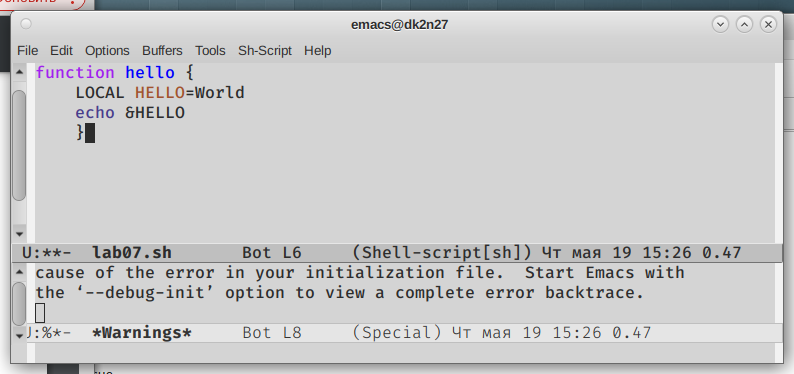 emacs@dk2n27
File Edit Options Buffers Tools Sh-Script Help
function hello {
    LOCAL HELLO=World
    echo &HELLO
    }
U:**-  lab07.sh       Bot L6     (Shell-script[sh]) Чт мая 19 15:26 0.47
cause of the error in your initialization file.  Start Emacs with
the ‘--debug-init’ option to view a complete error backtrace.
U:%*-  *Warnings*     Bot L8     (Special) Чт мая 19 15:26 0.47